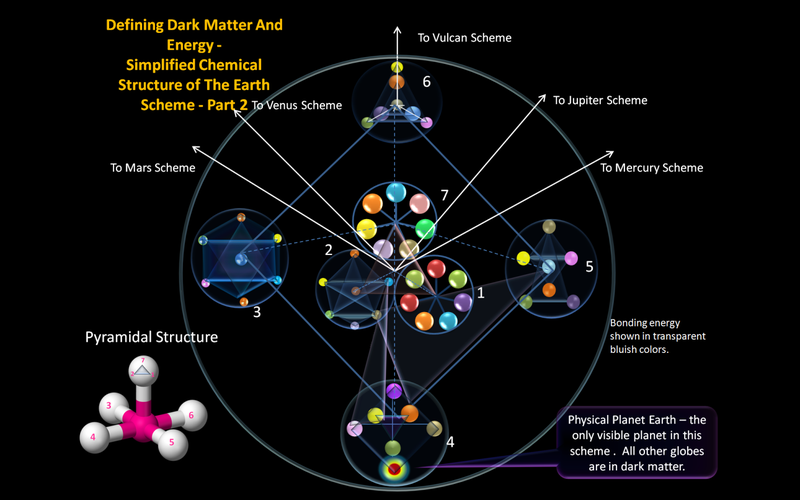 Defining Dark Matter And
Energy -
Simplified Chemical
Structure of The Earth
Scheme - Part 2
To Vulcan Scheme
6
To Venus Scheme
To Jupiter Scheme
To Mars Scheme
To Mercury Scheme
7
2
5
1
3
Bonding energy
shown in transparent
bluish colors.
Pyramidal Structure
7
3
6
4
5
4
Physical Planet Earth – the
only visible planet in this
scheme . All other globes
are in dark matter.